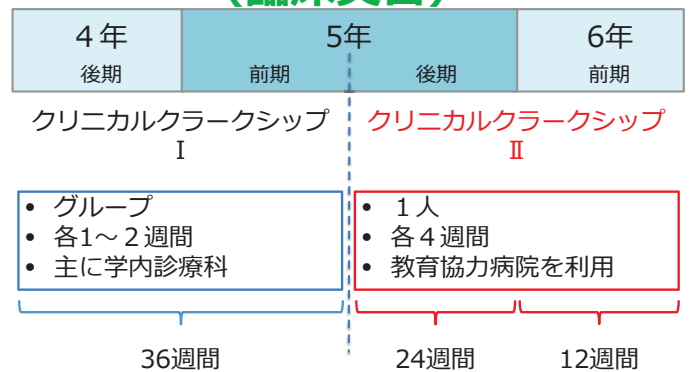 ４年 5年 6年
後期 前期 後期 前期
クリニカルクラークシップ
Ⅰ
クリニカルクラークシップ
Ⅱ
• グループ
• 各1～２週間
• 主に学内診療科
• １人
• 各４週間
• 教育協力病院を利用
36週間 24週間 12週間